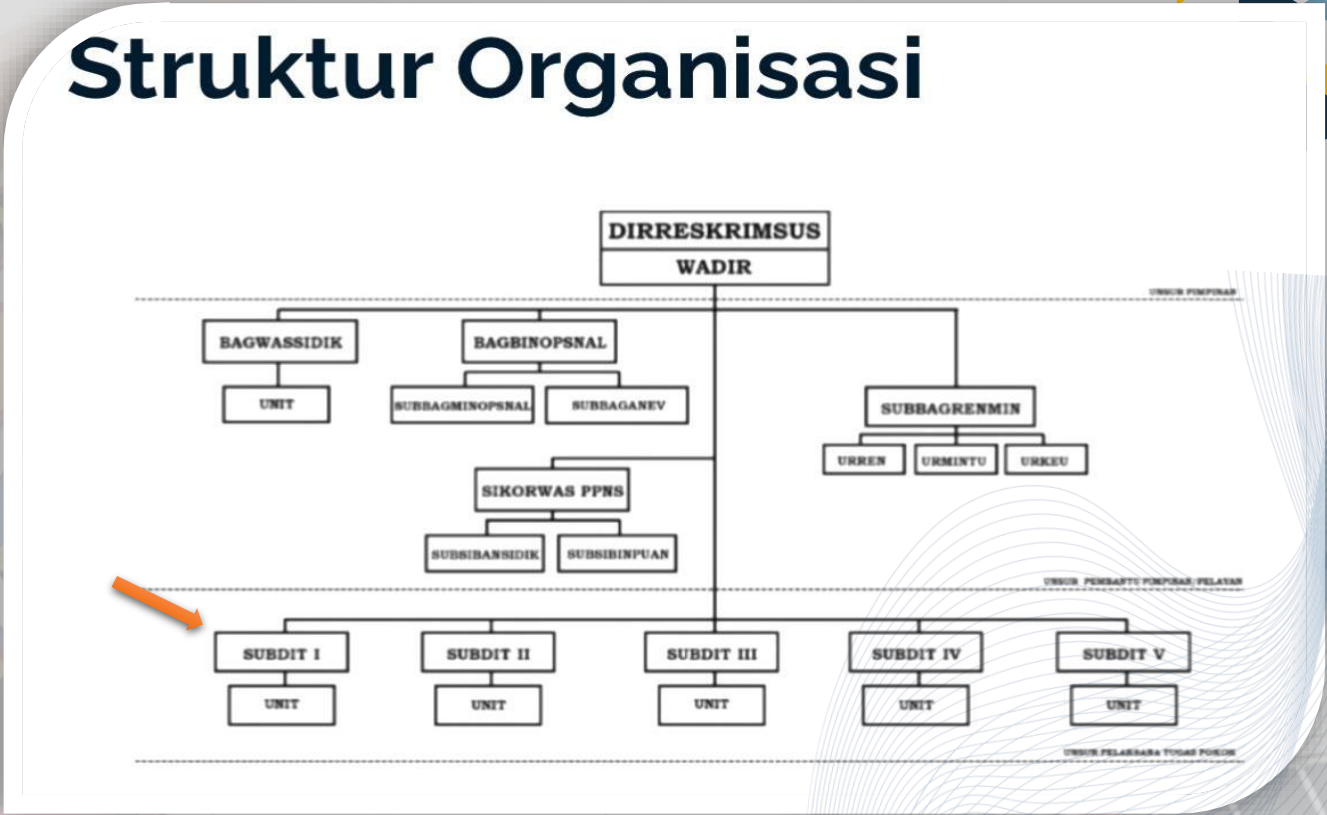 Struktur Organisasi
DIRRESKRIMSUS
WADIR
UNSUR PIMPINAN
BAGWASSIDIK
BAGBINOPSNAL
UNIT
SUBBAGMINOPSNAL
SUBBAGANEV
SUBBAGRENMIN
URREN
URMINTU
URKEU
SIKORWAS PPNS
SUBSIBANSIDIK
SUBSIBINPUAN
UNSUR PEMBANTU PIMPINAN/PELAYAN
SUBDIT I
SUBDIT II
SUBDIT III
SUBDIT IV
SUBDIT V
UNIT
UNIT
UNIT
UNIT
UNIT
UNSUR PELAKSANA TUGAS POKOK